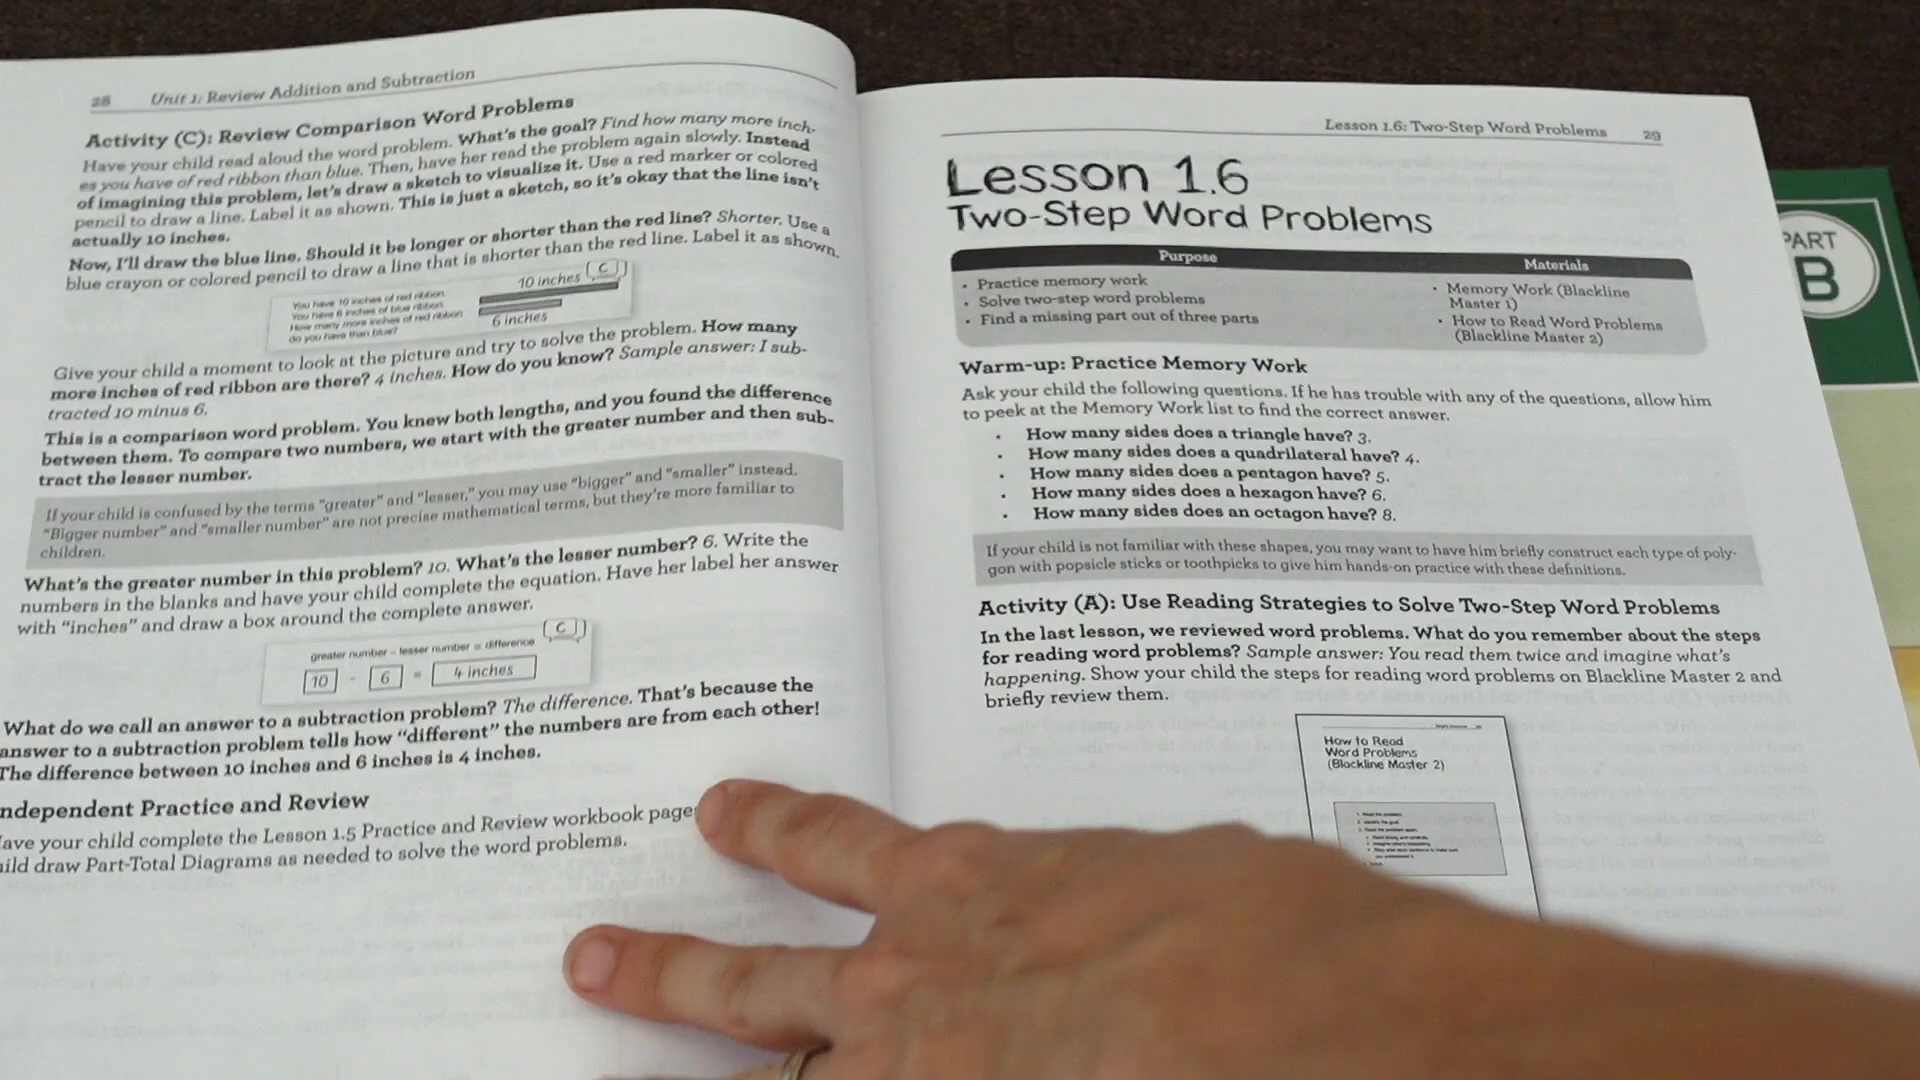 28 Unit 1: Review Addition and Subtraction
Activity (C): Review Comparison Word Problems
Have your child read aloud the word problem. What's the goal? Find how many more inch-
es you have of red ribbon than blue. Then, have her read the problem again slowly. Instead
of imagining this problem, let's draw a sketch to visualize it. Use a red marker or colored
pencil to draw a line. Label it as shown. This is just a sketch, so it's okay that the line isn't
actually 10 inches.
Now, I'll draw the blue line. Should it be longer or shorter than the red line? Shorter. Use a
blue crayon or colored pencil to draw a line that is shorter than the red line. Label it as shown.
You have 10 inches of red ribbon.
You have 6 inches of blue ribbon.
How many more inches of red ribbon
do you have than blue?
10 inches
C
6 inches
Give your child a moment to look at the picture and try to solve the problem. How many
more inches of red ribbon are there? 4 inches. How do you know? Sample answer: I sub-
tracted 10 minus 6.
This is a comparison word problem. You knew both lengths, and you found the difference
between them. To compare two numbers, we start with the greater number and then sub-
tract the lesser number.
If your child is confused by the terms "greater" and "lesser," you may use "bigger" and "smaller" instead.
"Bigger number" and "smaller number" are not precise mathematical terms, but they're more familiar to
children.
What's the greater number in this problem? 10. What's the lesser number? 6. Write the
numbers in the blanks and have your child complete the equation. Have her label her answer
with "inches" and draw a box around the complete answer.
C
greater number - lesser number = difference
10 - 6 = 4 inches
What do we call an answer to a subtraction problem? The difference. That's because the
answer to a subtraction problem tells how "different" the numbers are from each other!
The difference between 10 inches and 6 inches is 4 inches.
ndependent Practice and Review
ave your child complete the Lesson 1.5 Practice and Review workbook page
ild draw Part-Total Diagrams as needed to solve the word problems.
Lesson 1.6: Two-Step Word Problems 29
Lesson 1.6
Two-Step Word Problems
Purpose
Materials
• Practice memory work
• Solve two-step word problems
• Find a missing part out of three parts
• Memory Work (Blackline
Master 1)
• How to Read Word Problems
(Blackline Master 2)
Warm-up: Practice Memory Work
Ask your child the following questions. If he has trouble with any of the questions, allow him
to peek at the Memory Work list to find the correct answer.
• How many sides does a triangle have? 3.
• How many sides does a quadrilateral have? 4.
• How many sides does a pentagon have? 5.
• How many sides does a hexagon have? 6.
• How many sides does an octagon have? 8.
If your child is not familiar with these shapes, you may want to have him briefly construct each type of poly-
gon with popsicle sticks or toothpicks to give him hands-on practice with these definitions.
Activity (A): Use Reading Strategies to Solve Two-Step Word Problems
In the last lesson, we reviewed word problems. What do you remember about the steps
for reading word problems? Sample answer: You read them twice and imagine what's
happening. Show your child the steps for reading word problems on Blackline Master 2 and
briefly review them.
How to Read
Word Problems
(Blackline Master 2)
PART
B